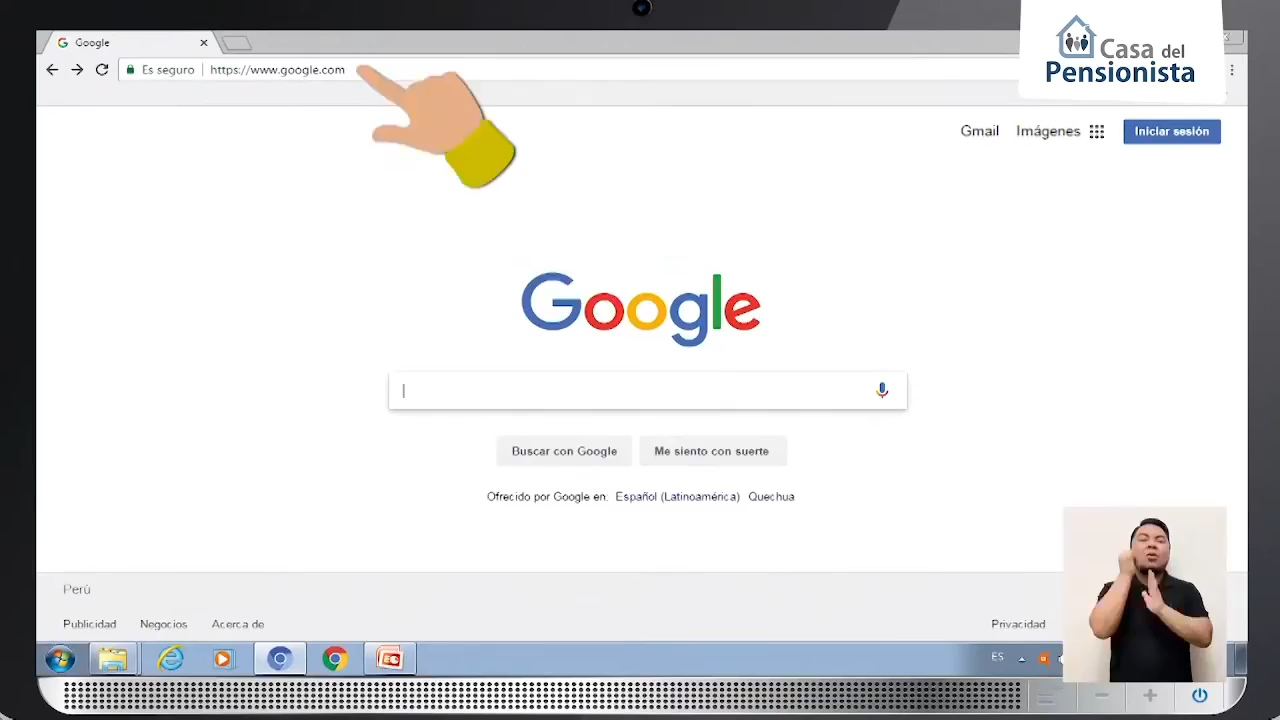 Google
Es seguro
https://www.google.com
Casa del
Pensionista
Gmail
Imágenes
Iniciar sesión
Google
Buscar con Google
Me siento con suerte
Ofrecido por Google en: Español (Latinoamérica) Quechua
Perú
Publicidad
Negocios
Acerca de
Privacidad
ES